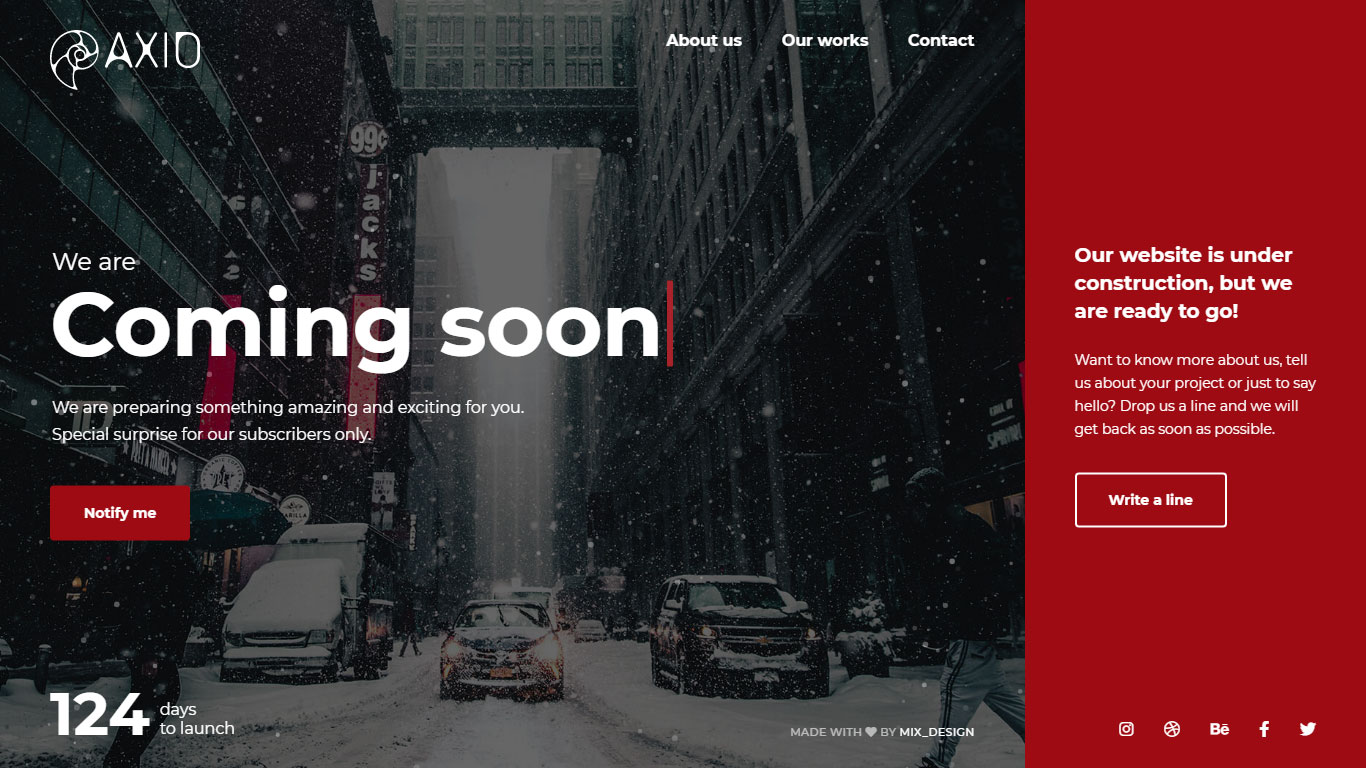 AXID
About us
Our works
Contact
99¢
jacks
We are
Coming soon
We are preparing something amazing and exciting for you.
Special surprise for our subscribers only.
Notify me
124
days
to launch
MADE WITH ♥ BY MIX_DESIGN
Our website is under
construction, but we
are ready to go!
Want to know more about us, tell
us about your project or just to say
hello? Drop us a line and we will
get back as soon as possible.
Write a line
Bē